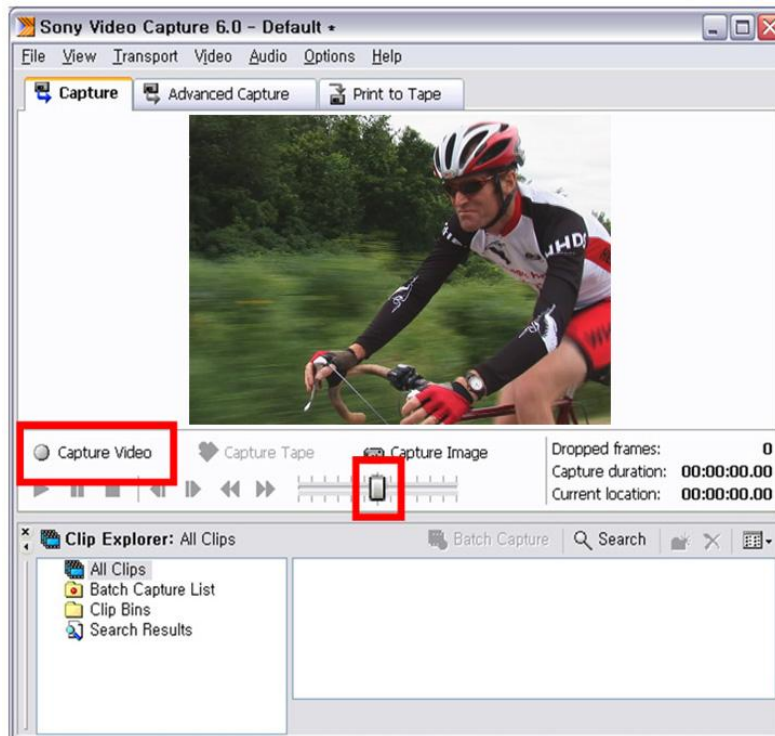 Sony Video Capture 6.0 - Default *
File View Transport Video Audio Options Help
Capture Advanced Capture Print to Tape
Capture Video Capture Tape Capture Image
Dropped frames: 0
Capture duration: 00:00:00.00
Current location: 00:00:00.00
Clip Explorer: All Clips Batch Capture Search
All Clips
Batch Capture List
Clip Bins
Search Results